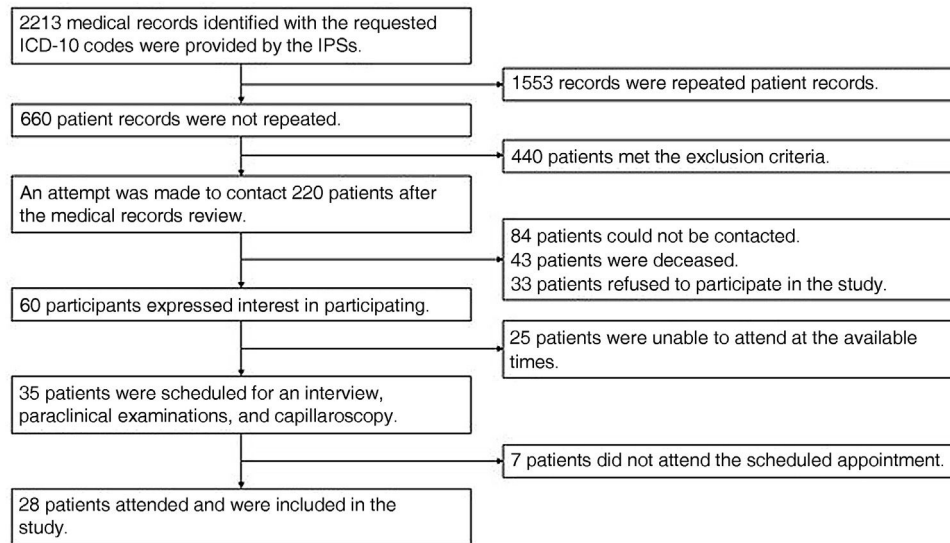 2213 medical records identified with the requested
ICD-10 codes were provided by the IPSs.
1553 records were repeated patient records.
660 patient records were not repeated.
440 patients met the exclusion criteria.
An attempt was made to contact 220 patients after
the medical records review.
84 patients could not be contacted.
43 patients were deceased.
33 patients refused to participate in the study.
60 participants expressed interest in participating.
25 patients were unable to attend at the available
times.
35 patients were scheduled for an interview,
paraclinical examinations, and capillaroscopy.
7 patients did not attend the scheduled appointment.
28 patients attended and were included in the
study.